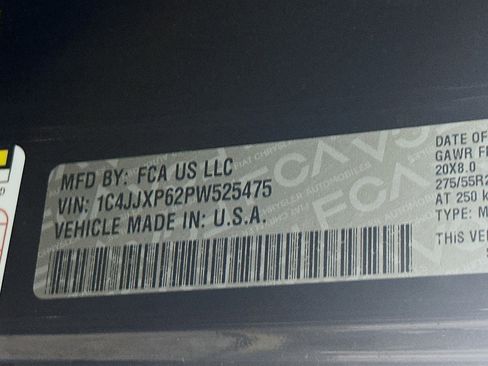 MFD BY: FCA US LLC
VIN: 1C4JJXP62PW525475
VEHICLE MADE IN: U.S.A.
DATE OF
GAWR F
20X8.0
275/55R2
AT 250 k
TYPE: M
THIS VE